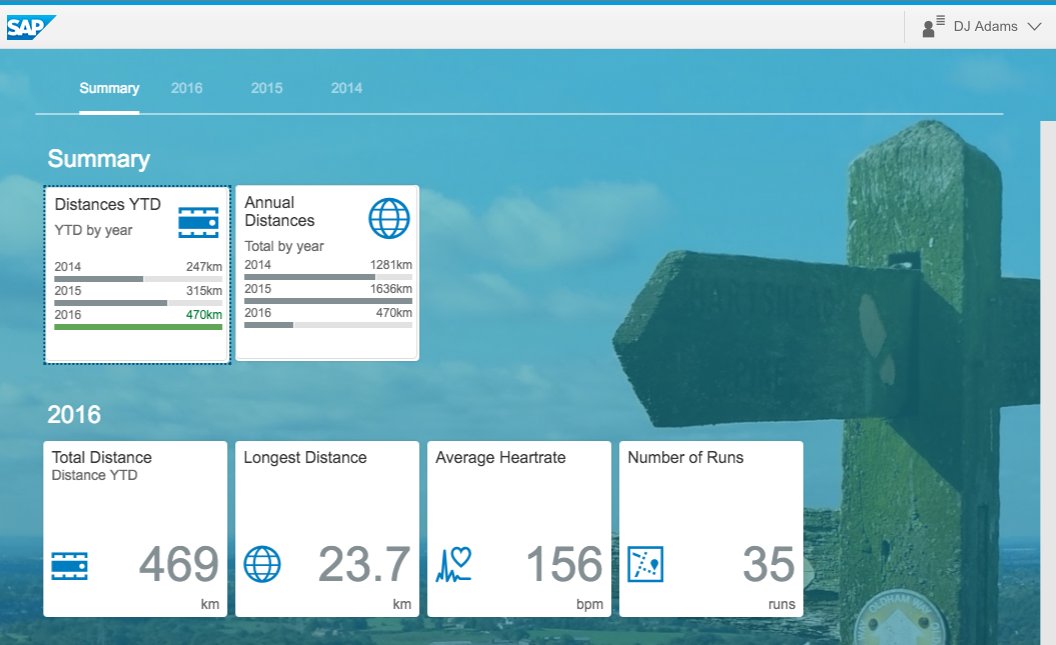 SAP
DJ Adams
Summary 2016 2015 2014
Summary
Distances YTD
YTD by year
2014 247km
2015 315km
2016 470km
Annual
Distances
Total by year
2014 1281km
2015 1636km
2016 470km
2016
Total Distance
Distance YTD
469
km
Longest Distance
23.7
km
Average Heartrate
156
bpm
Number of Runs
35
runs
OLDHAM WAY